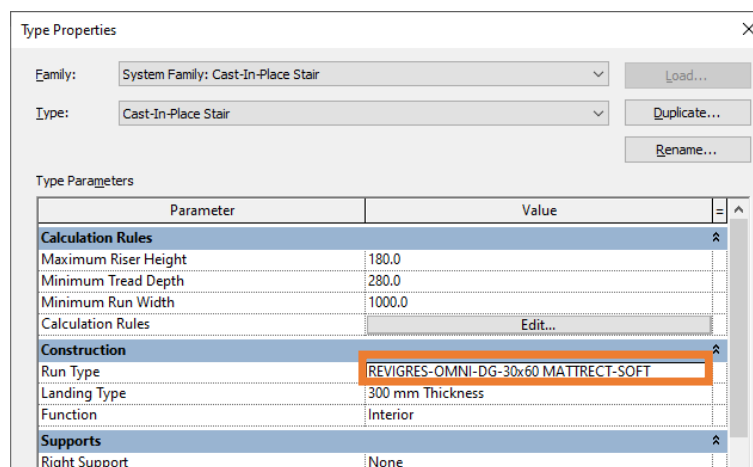 Type Properties
Family: System Family: Cast-In-Place Stair Load...
Type: Cast-In-Place Stair Duplicate...
Rename...
Type Parameters
Parameter Value =
Calculation Rules
Maximum Riser Height 180.0
Minimum Tread Depth 280.0
Minimum Run Width 1000.0
Calculation Rules Edit...
Construction
Run Type REVIGRES-OMNI-DG-30x60 MATTRECT-SOFT
Landing Type 300 mm Thickness
Function Interior
Supports
Right Support None